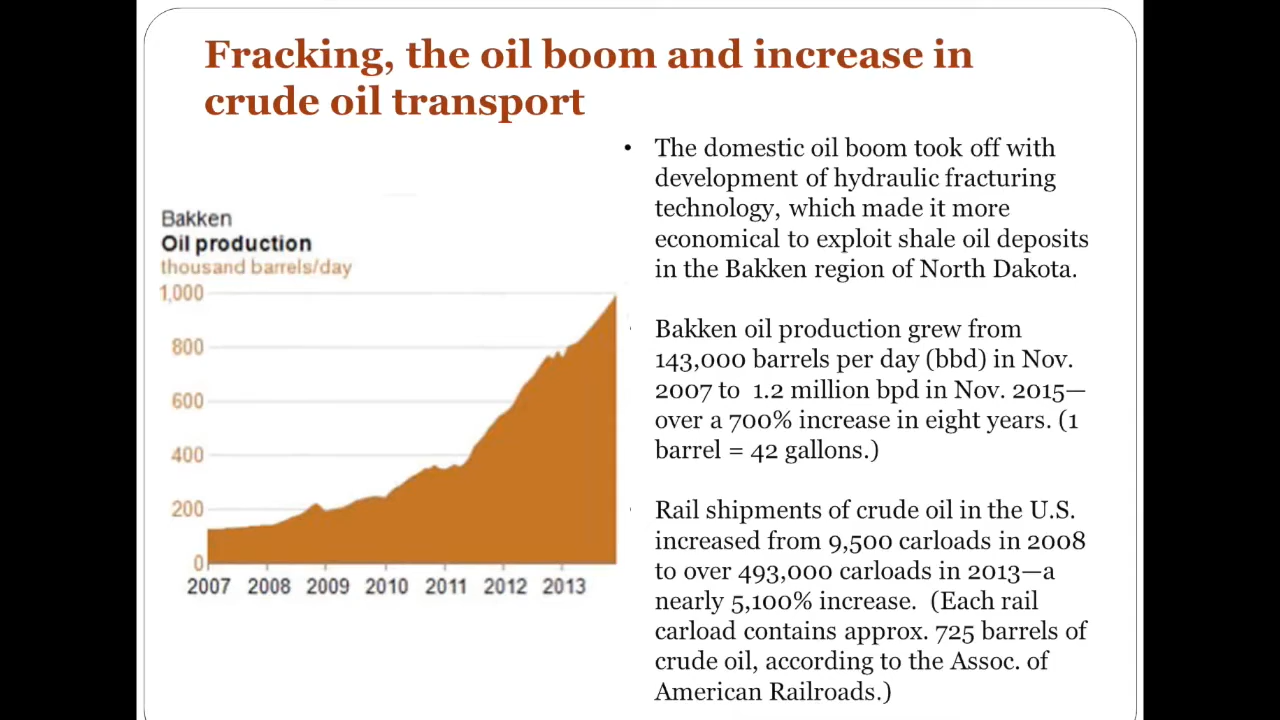 Fracking, the oil boom and increase in
crude oil transport
Bakken
Oil production
thousand barrels/day
1,000
800
600
400
200
0
2007 2008 2009 2010 2011 2012 2013
• The domestic oil boom took off with
development of hydraulic fracturing
technology, which made it more
economical to exploit shale oil deposits
in the Bakken region of North Dakota.
Bakken oil production grew from
143,000 barrels per day (bbd) in Nov.
2007 to 1.2 million bpd in Nov. 2015—
over a 700% increase in eight years. (1
barrel = 42 gallons.)
Rail shipments of crude oil in the U.S.
increased from 9,500 carloads in 2008
to over 493,000 carloads in 2013—a
nearly 5,100% increase. (Each rail
carload contains approx. 725 barrels of
crude oil, according to the Assoc. of
American Railroads.)